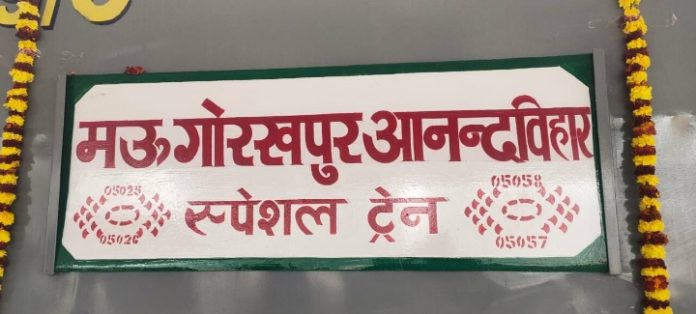 मऊ गोरखपुर आनन्दविहार
05025 05058
स्पेशल ट्रेन
05026 05057